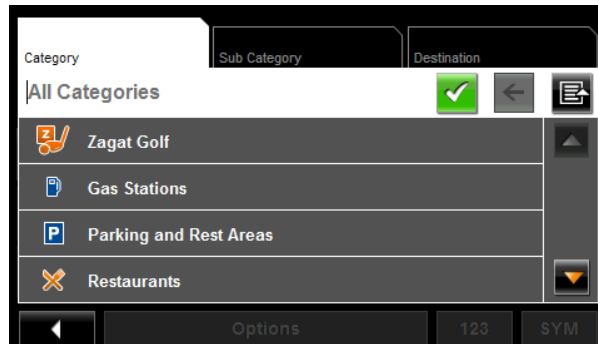 Category Sub Category Destination
All Categories
Z Zagat Golf
Gas Stations
P Parking and Rest Areas
Restaurants
Options 123 SYM